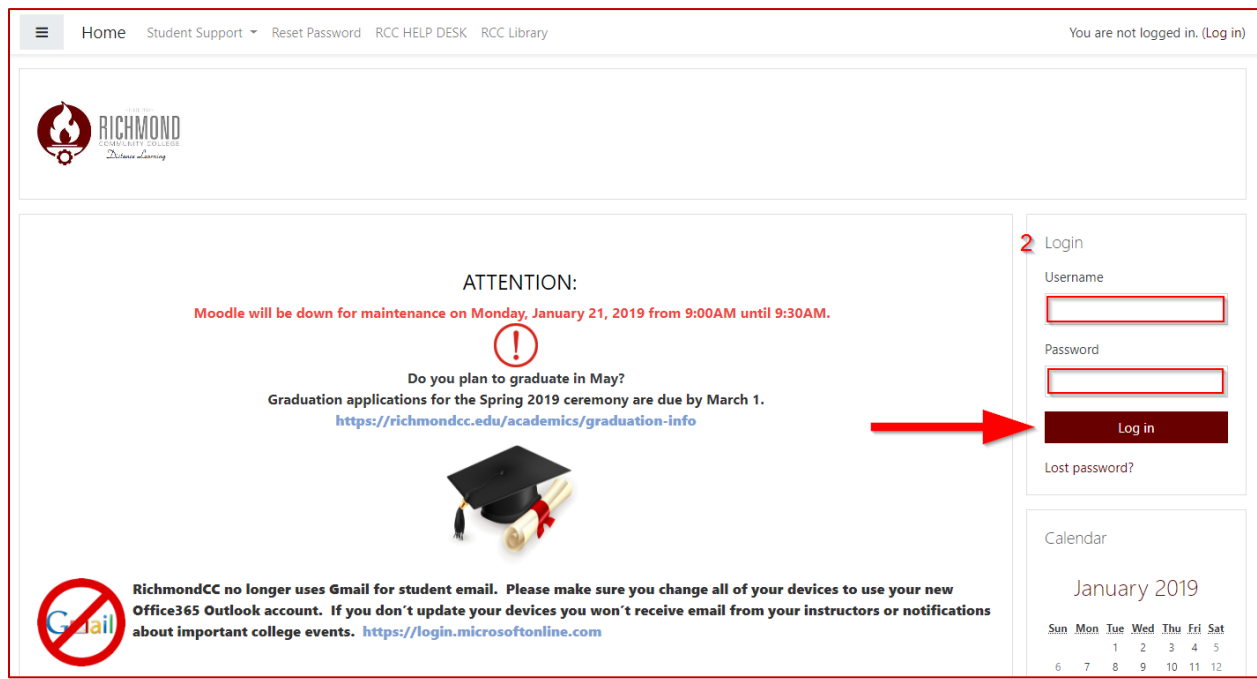 Home Student Support Reset Password RCC HELP DESK RCC Library You are not logged in. (Log in)
RICHMOND
COMMUNITY COLLEGE
Distance Learning
ATTENTION:
Moodle will be down for maintenance on Monday, January 21, 2019 from 9:00AM until 9:30AM.
!
Do you plan to graduate in May?
Graduation applications for the Spring 2019 ceremony are due by March 1.
https://richmondcc.edu/academics/graduation-info
Gmail
RichmondCC no longer uses Gmail for student email. Please make sure you change all of your devices to use your new
Office365 Outlook account. If you don´t update your devices you won´t receive email from your instructors or notifications
about important college events. https://login.microsoftonline.com
2 Login
Username
Password
Log in
Lost password?
Calendar
January 2019
Sun Mon Tue Wed Thu Fri Sat
1 2 3 4 5
6 7 8 9 10 11 12